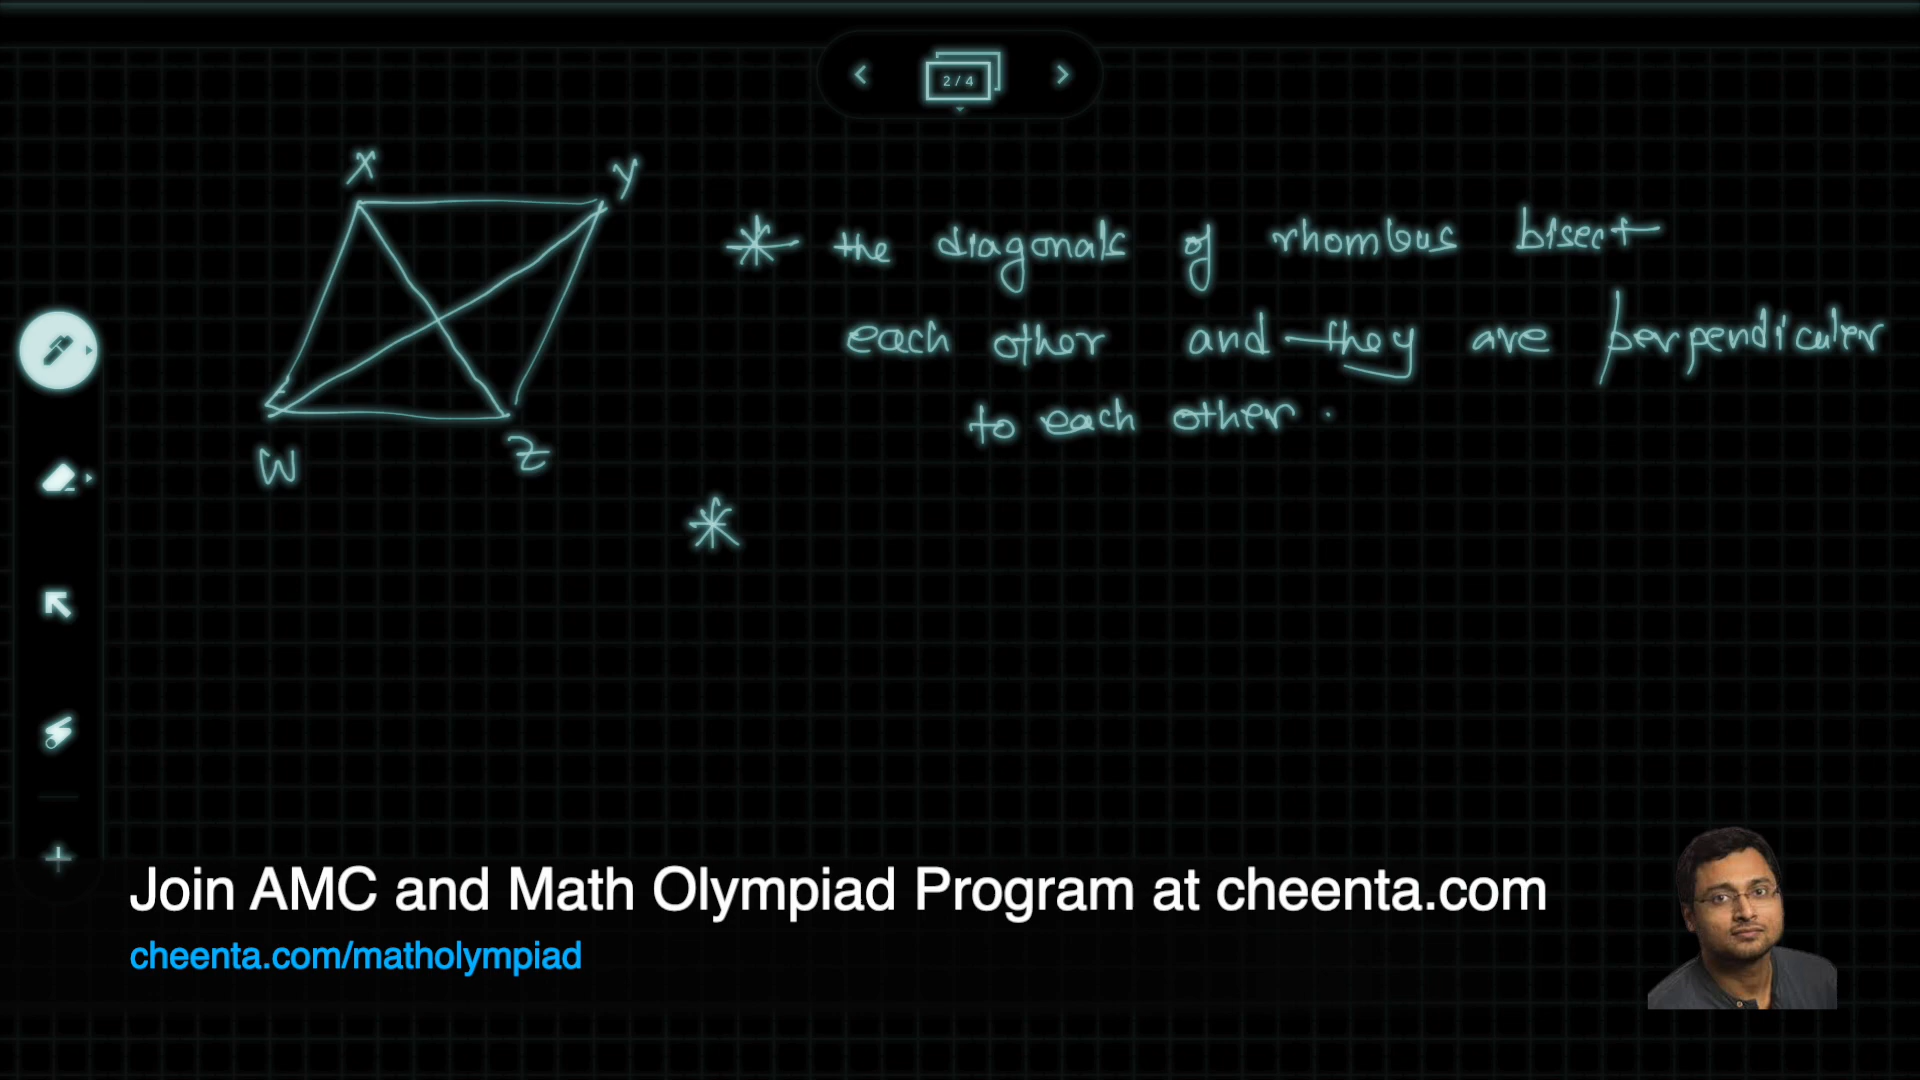 2 / 4
X
Y
* the diagonals of rhombus bisect
each other and they are perpendiculer
to each other.
W
Z
*
Join AMC and Math Olympiad Program at cheenta.com
cheenta.com/matholympiad